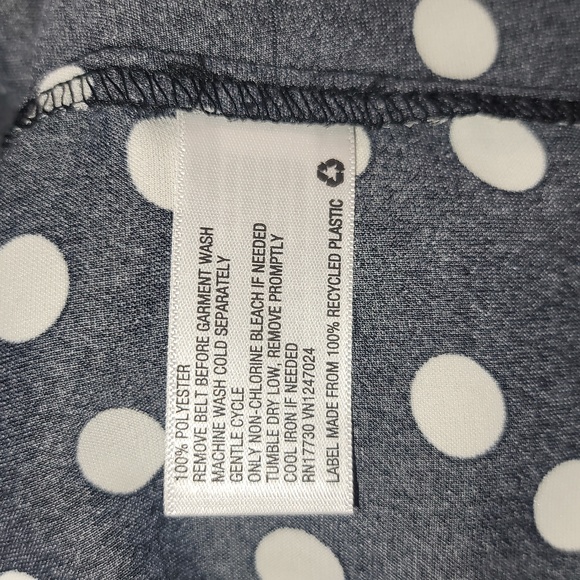 100% POLYESTER
REMOVE BELT BEFORE GARMENT WASH
MACHINE WASH COLD SEPARATELY
GENTLE CYCLE
ONLY NON-CHLORINE BLEACH IF NEEDED
TUMBLE DRY LOW, REMOVE PROMPTLY
COOL IRON IF NEEDED
RN17730 VN1247024
LABEL MADE FROM 100% RECYCLED PLASTIC